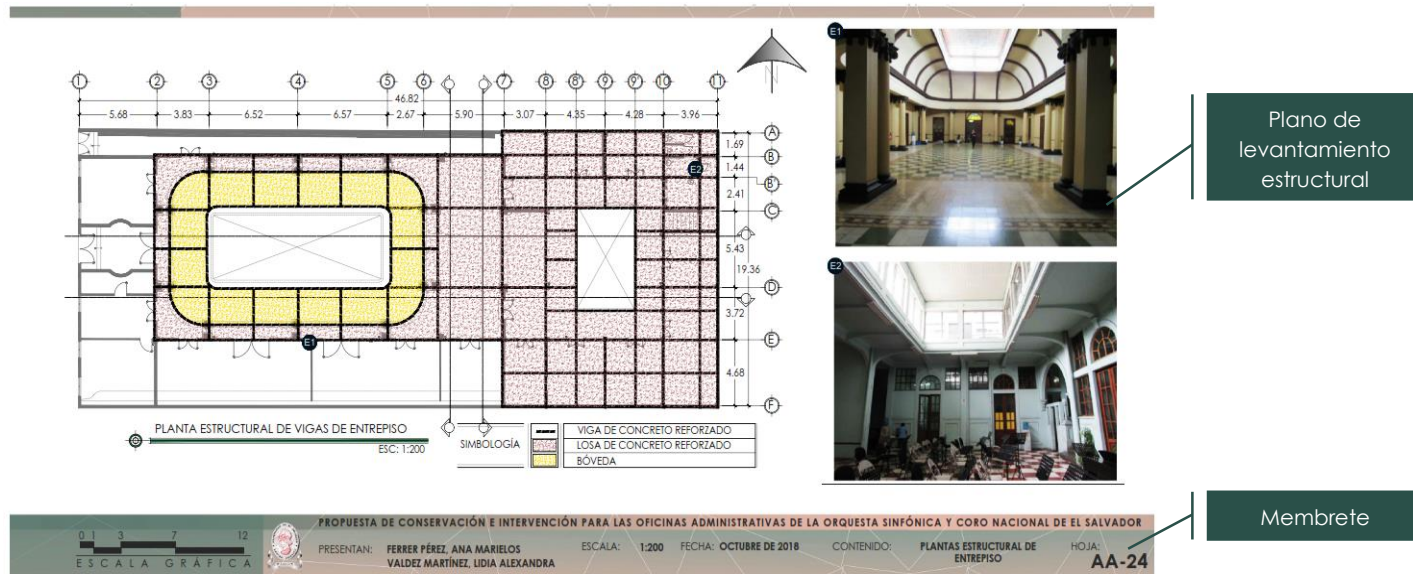 1 2 3 4 5 6 7 8 8' 9 9' 10 11
46.82
5.68 3.83 6.52 6.57 2.67 5.90 3.07 4.35 4.28 3.96
N
A
1.69
B
1.44
B'
2.41
C
5.43
19.36
D
3.72
E
4.68
F
E2
E1
PLANTA ESTRUCTURAL DE VIGAS DE ENTREPISO
ESC: 1:200
SIMBOLOGÍA
VIGA DE CONCRETO REFORZADO
LOSA DE CONCRETO REFORZADO
BÓVEDA
E1
E2
Plano de
levantamiento
estructural
Membrete
PROPUESTA DE CONSERVACIÓN E INTERVENCIÓN PARA LAS OFICINAS ADMINISTRATIVAS DE LA ORQUESTA SINFÓNICA Y CORO NACIONAL DE EL SALVADOR
0 1 3 7 12
ESCALA GRÁFICA
PRESENTAN: FERRER PÉREZ, ANA MARIELOS
VALDEZ MARTÍNEZ, LIDIA ALEXANDRA
ESCALA: 1:200 FECHA: OCTUBRE DE 2018
CONTENIDO: PLANTAS ESTRUCTURAL DE
ENTREPISO
HOJA:
AA-24